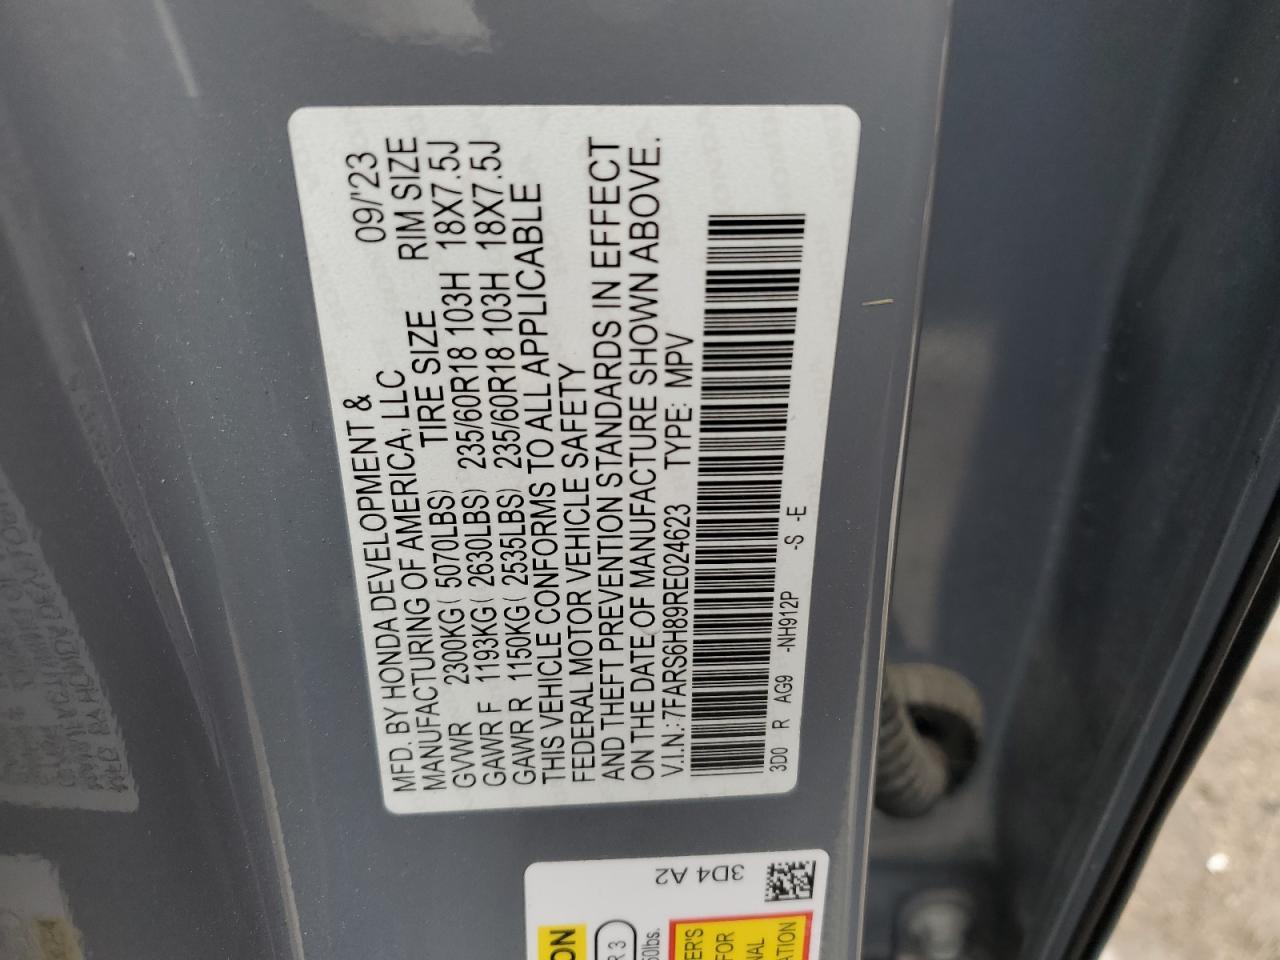 MFD. BY HONDA DEVELOPMENT & 09/'23
MANUFACTURING OF AMERICA, LLC
TIRE SIZE RIM SIZE
GVWR 2300KG( 5070LBS)
GAWR F 1193KG( 2630LBS) 235/60R18 103H 18X7.5J
GAWR R 1150KG( 2535LBS) 235/60R18 103H 18X7.5J
THIS VEHICLE CONFORMS TO ALL APPLICABLE
FEDERAL MOTOR VEHICLE SAFETY
AND THEFT PREVENTION STANDARDS IN EFFECT
ON THE DATE OF MANUFACTURE SHOWN ABOVE.
V.I.N.: 7FARS6H89RE024623 TYPE: MPV
3D0 R AG9 -NH912P -S -E
3D4 A2